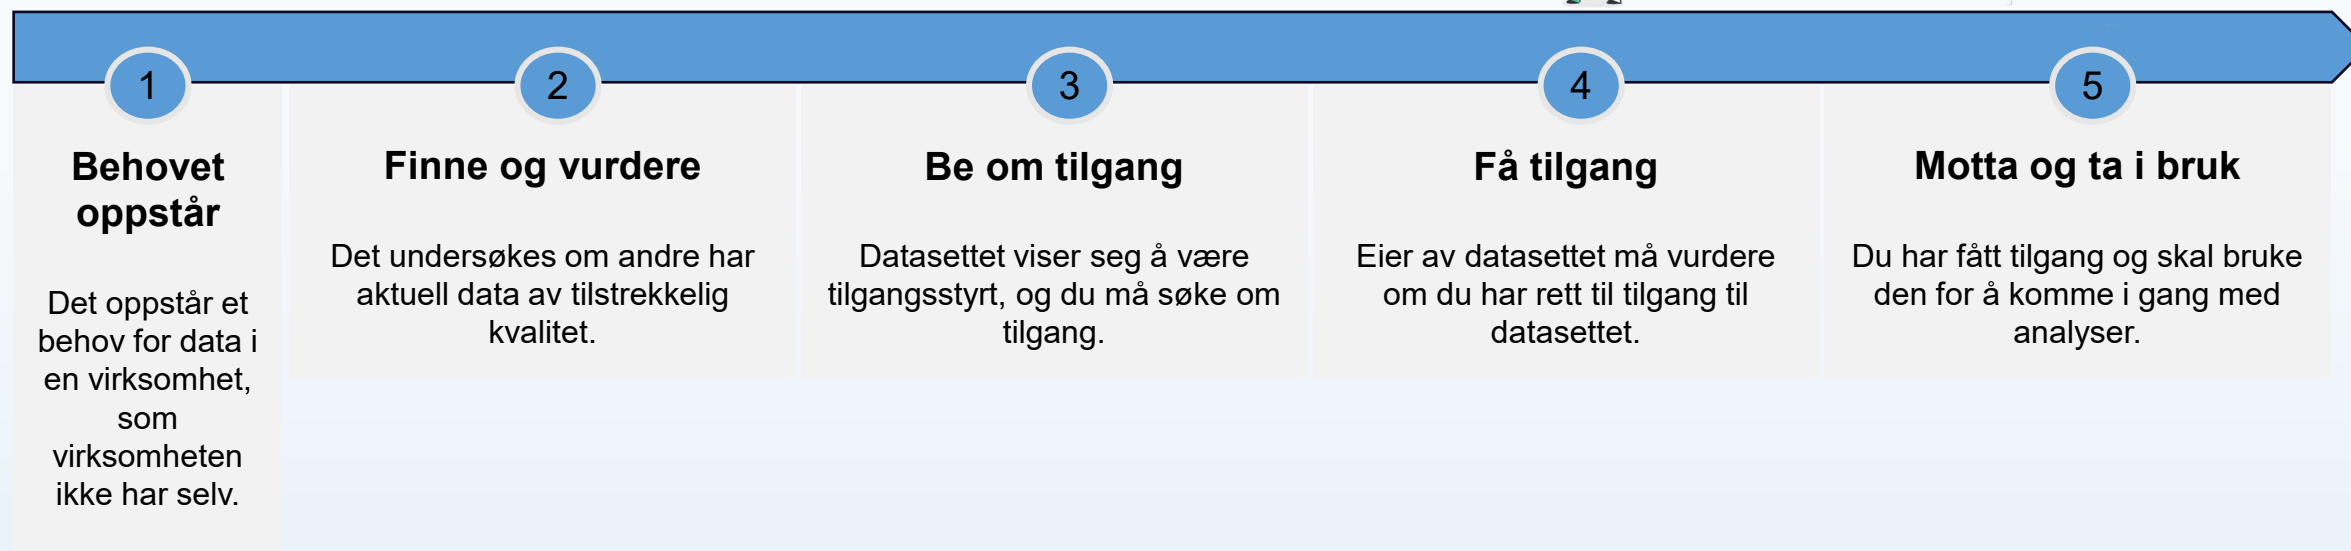 1
Behovet
oppstår
Det oppstår et
behov for data i
en virksomhet,
som
virksomheten
ikke har selv.
2
Finne og vurdere
Det undersøkes om andre har
aktuell data av tilstrekkelig
kvalitet.
3
Be om tilgang
Datasettet viser seg å være
tilgangsstyrt, og du må søke om
tilgang.
4
Få tilgang
Eier av datasettet må vurdere
om du har rett til tilgang til
datasettet.
5
Motta og ta i bruk
Du har fått tilgang og skal bruke
den for å komme i gang med
analyser.